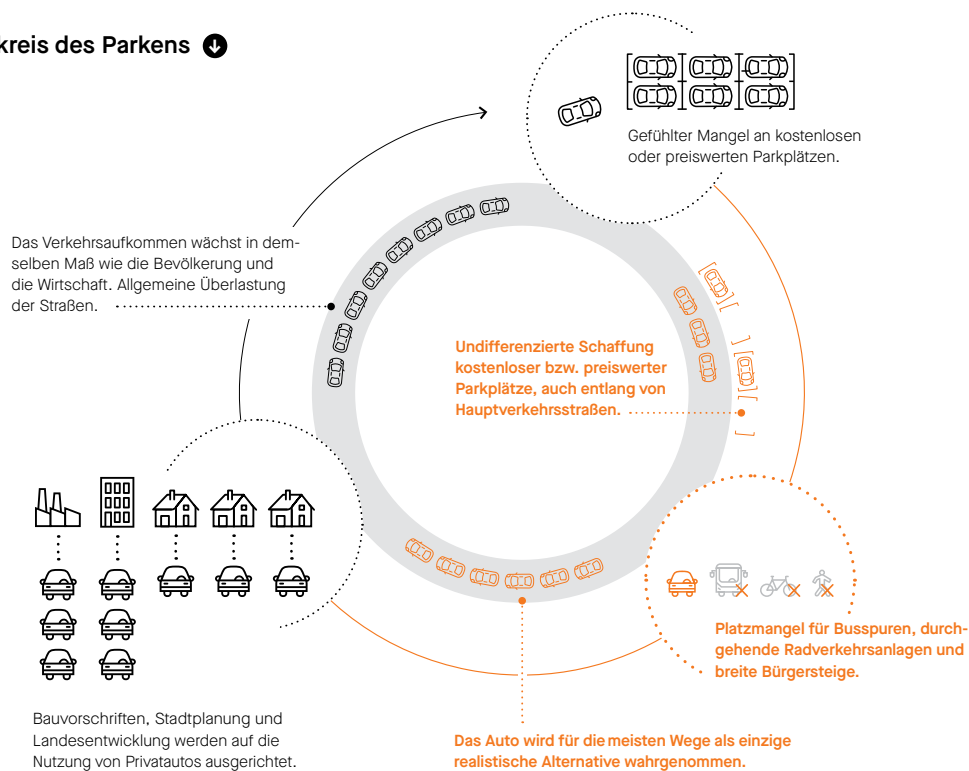 kreis des Parkens
Gefühlter Mangel an kostenlosen
oder preiswerten Parkplätzen.
Das Verkehrsaufkommen wächst in dem-
selben Maß wie die Bevölkerung und
die Wirtschaft. Allgemeine Überlastung
der Straßen.
Undifferenzierte Schaffung
kostenloser bzw. preiswerter
Parkplätze, auch entlang von
Hauptverkehrsstraßen.
Platzmangel für Busspuren, durch-
gehende Radverkehrsanlagen und
breite Bürgersteige.
Das Auto wird für die meisten Wege als einzige
realistische Alternative wahrgenommen.
Bauvorschriften, Stadtplanung und
Landesentwicklung werden auf die
Nutzung von Privatautos ausgerichtet.